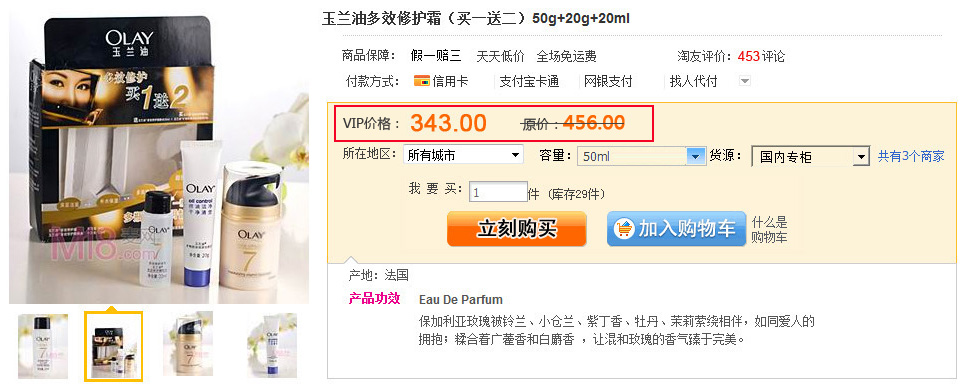 玉兰油多效修护霜（买一送二）50g+20g+20ml
商品保障： 假一赔三 天天低价 全场免运费 淘友评价：453评论
付款方式： 信用卡 支付宝卡通 网银支付 找人代付
VIP价格： 343.00 原价：456.00
所在地区： 所有城市 容量： 50ml 货源： 国内专柜 共有3个商家
我 要 买： 1 件 （库存29件）
立刻购买 加入购物车 什么是
购物车
产地：法国
产品功效 Eau De Parfum
保加利亚玫瑰被铃兰、小仓兰、紫丁香、牡丹、茉莉萦绕相伴，如同爱人的
拥抱；糅合着广藿香和白麝香 ，让混和玫瑰的香气臻于完美。
OLAY
玉兰油
多效修护
买1送2
OLAY
oil control
OLAY
OLAY
7
OLAY
7
OLAY